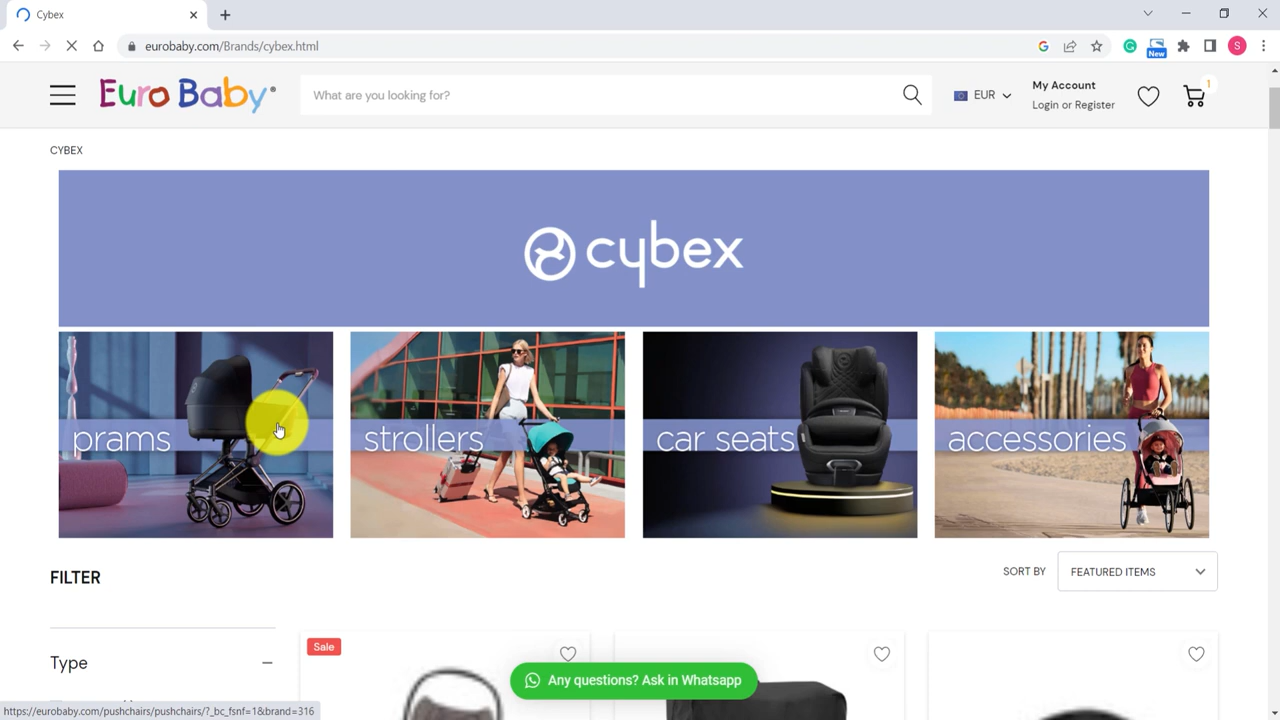 Cybex
eurobaby.com/Brands/cybex.html
New
S
Euro Baby®
What are you looking for?
EUR
My Account
Login or Register
1
CYBEX
cybex
prams
strollers
car seats
accessories
FILTER
SORT BY
FEATURED ITEMS
Type
Sale
Any questions? Ask in Whatsapp
https://eurobaby.com/pushchairs/pushchairs/?_bc_fsnf=1&brand=316